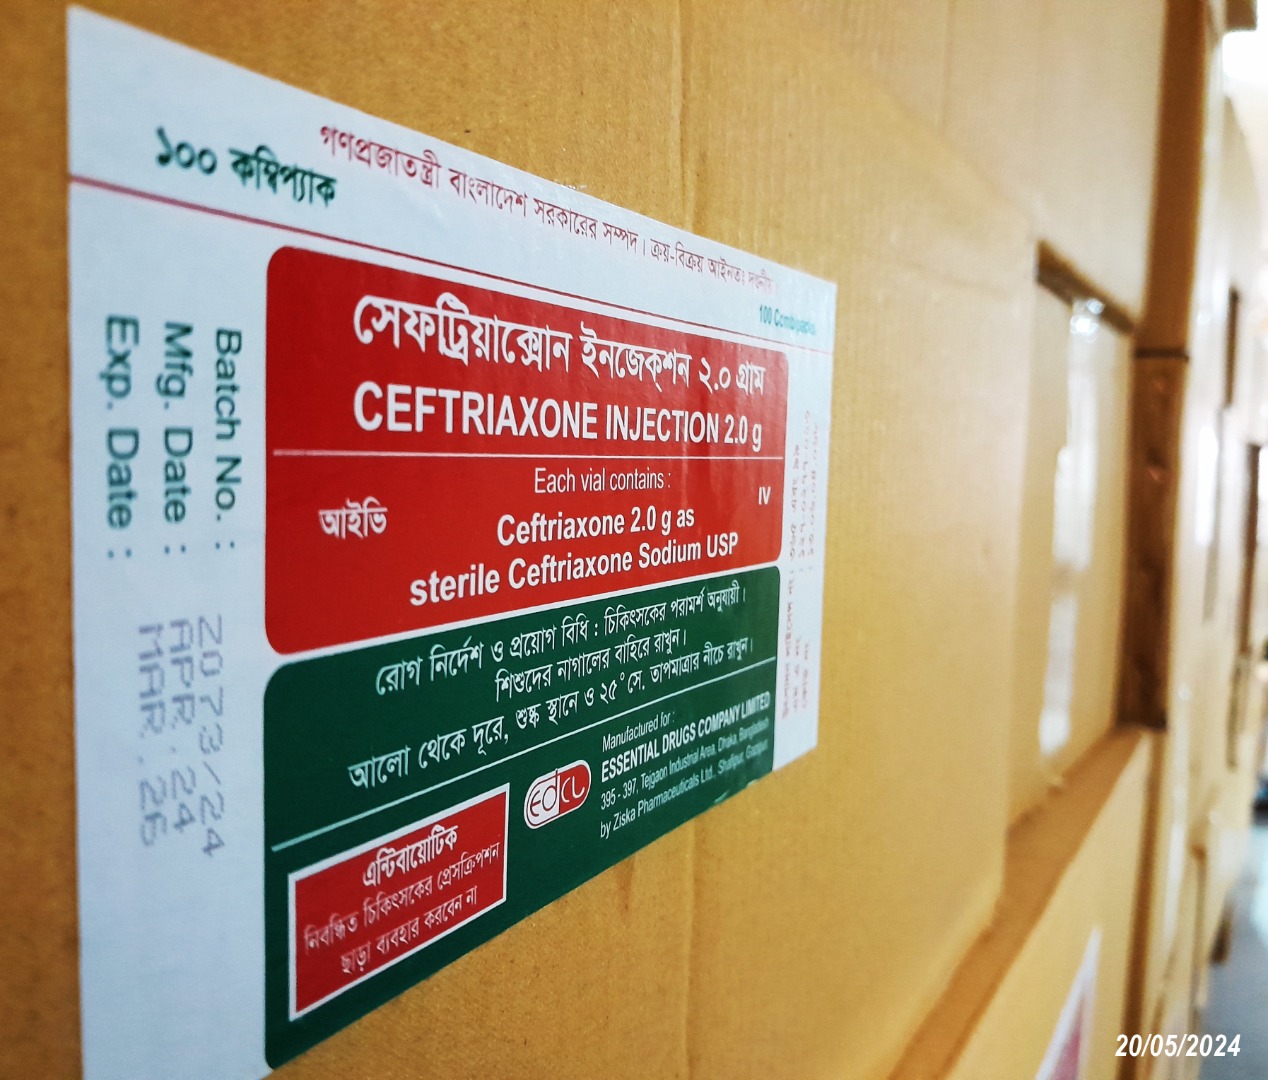 ১০০ কম্বিপ্যাক
গণপ্রজাতন্ত্রী বাংলাদেশ সরকারের সম্পদ। ক্রয়-বিক্রয় আইনতঃ দন্ডনীয়
100 Combipacks
সেফট্রিয়াক্সোন ইনজেক্শন ২.০ গ্রাম
CEFTRIAXONE INJECTION 2.0 g
Each vial contains :
আইভি
IV
Ceftriaxone 2.0 g as
sterile Ceftriaxone Sodium USP
রোগ নির্দেশ ও প্রয়োগ বিধি : চিকিৎসকের পরামর্শ অনুযায়ী।
শিশুদের নাগালের বাহিরে রাখুন।
আলো থেকে দূরে, শুষ্ক স্থানে ও ২৫° সে. তাপমাত্রার নীচে রাখুন।
এন্টিবায়োটিক
নিবন্ধিত চিকিৎসকের প্রেসক্রিপশন
ছাড়া ব্যবহার করবেন না
edcl
Manufactured for :
ESSENTIAL DRUGS COMPANY LIMITED
395 - 397, Tejgaon Industrial Area, Dhaka, Bangladesh
by Ziska Pharmaceuticals Ltd. Shafipur, Gazipur
Batch No. : 2073/24
Mfg. Date : APR.24
Exp. Date : MAR.26
20/05/2024